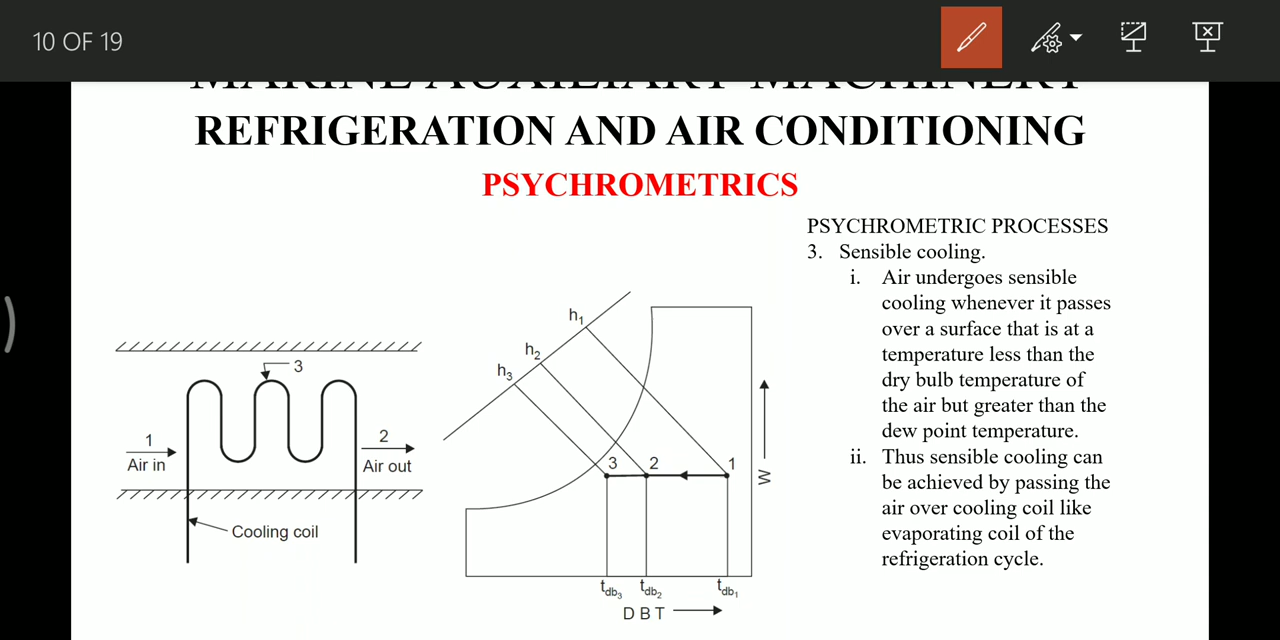 10 OF 19
MARINE AUXILIARY MACHINERY
REFRIGERATION AND AIR CONDITIONING
PSYCHROMETRICS
PSYCHROMETRIC PROCESSES
3. Sensible cooling.
i. Air undergoes sensible
cooling whenever it passes
over a surface that is at a
temperature less than the
dry bulb temperature of
the air but greater than the
dew point temperature.
ii. Thus sensible cooling can
be achieved by passing the
air over cooling coil like
evaporating coil of the
refrigeration cycle.
3
1
Air in
2
Air out
Cooling coil
h1
h2
h3
3 2 1
W
tdb3 tdb2 tdb1
D B T